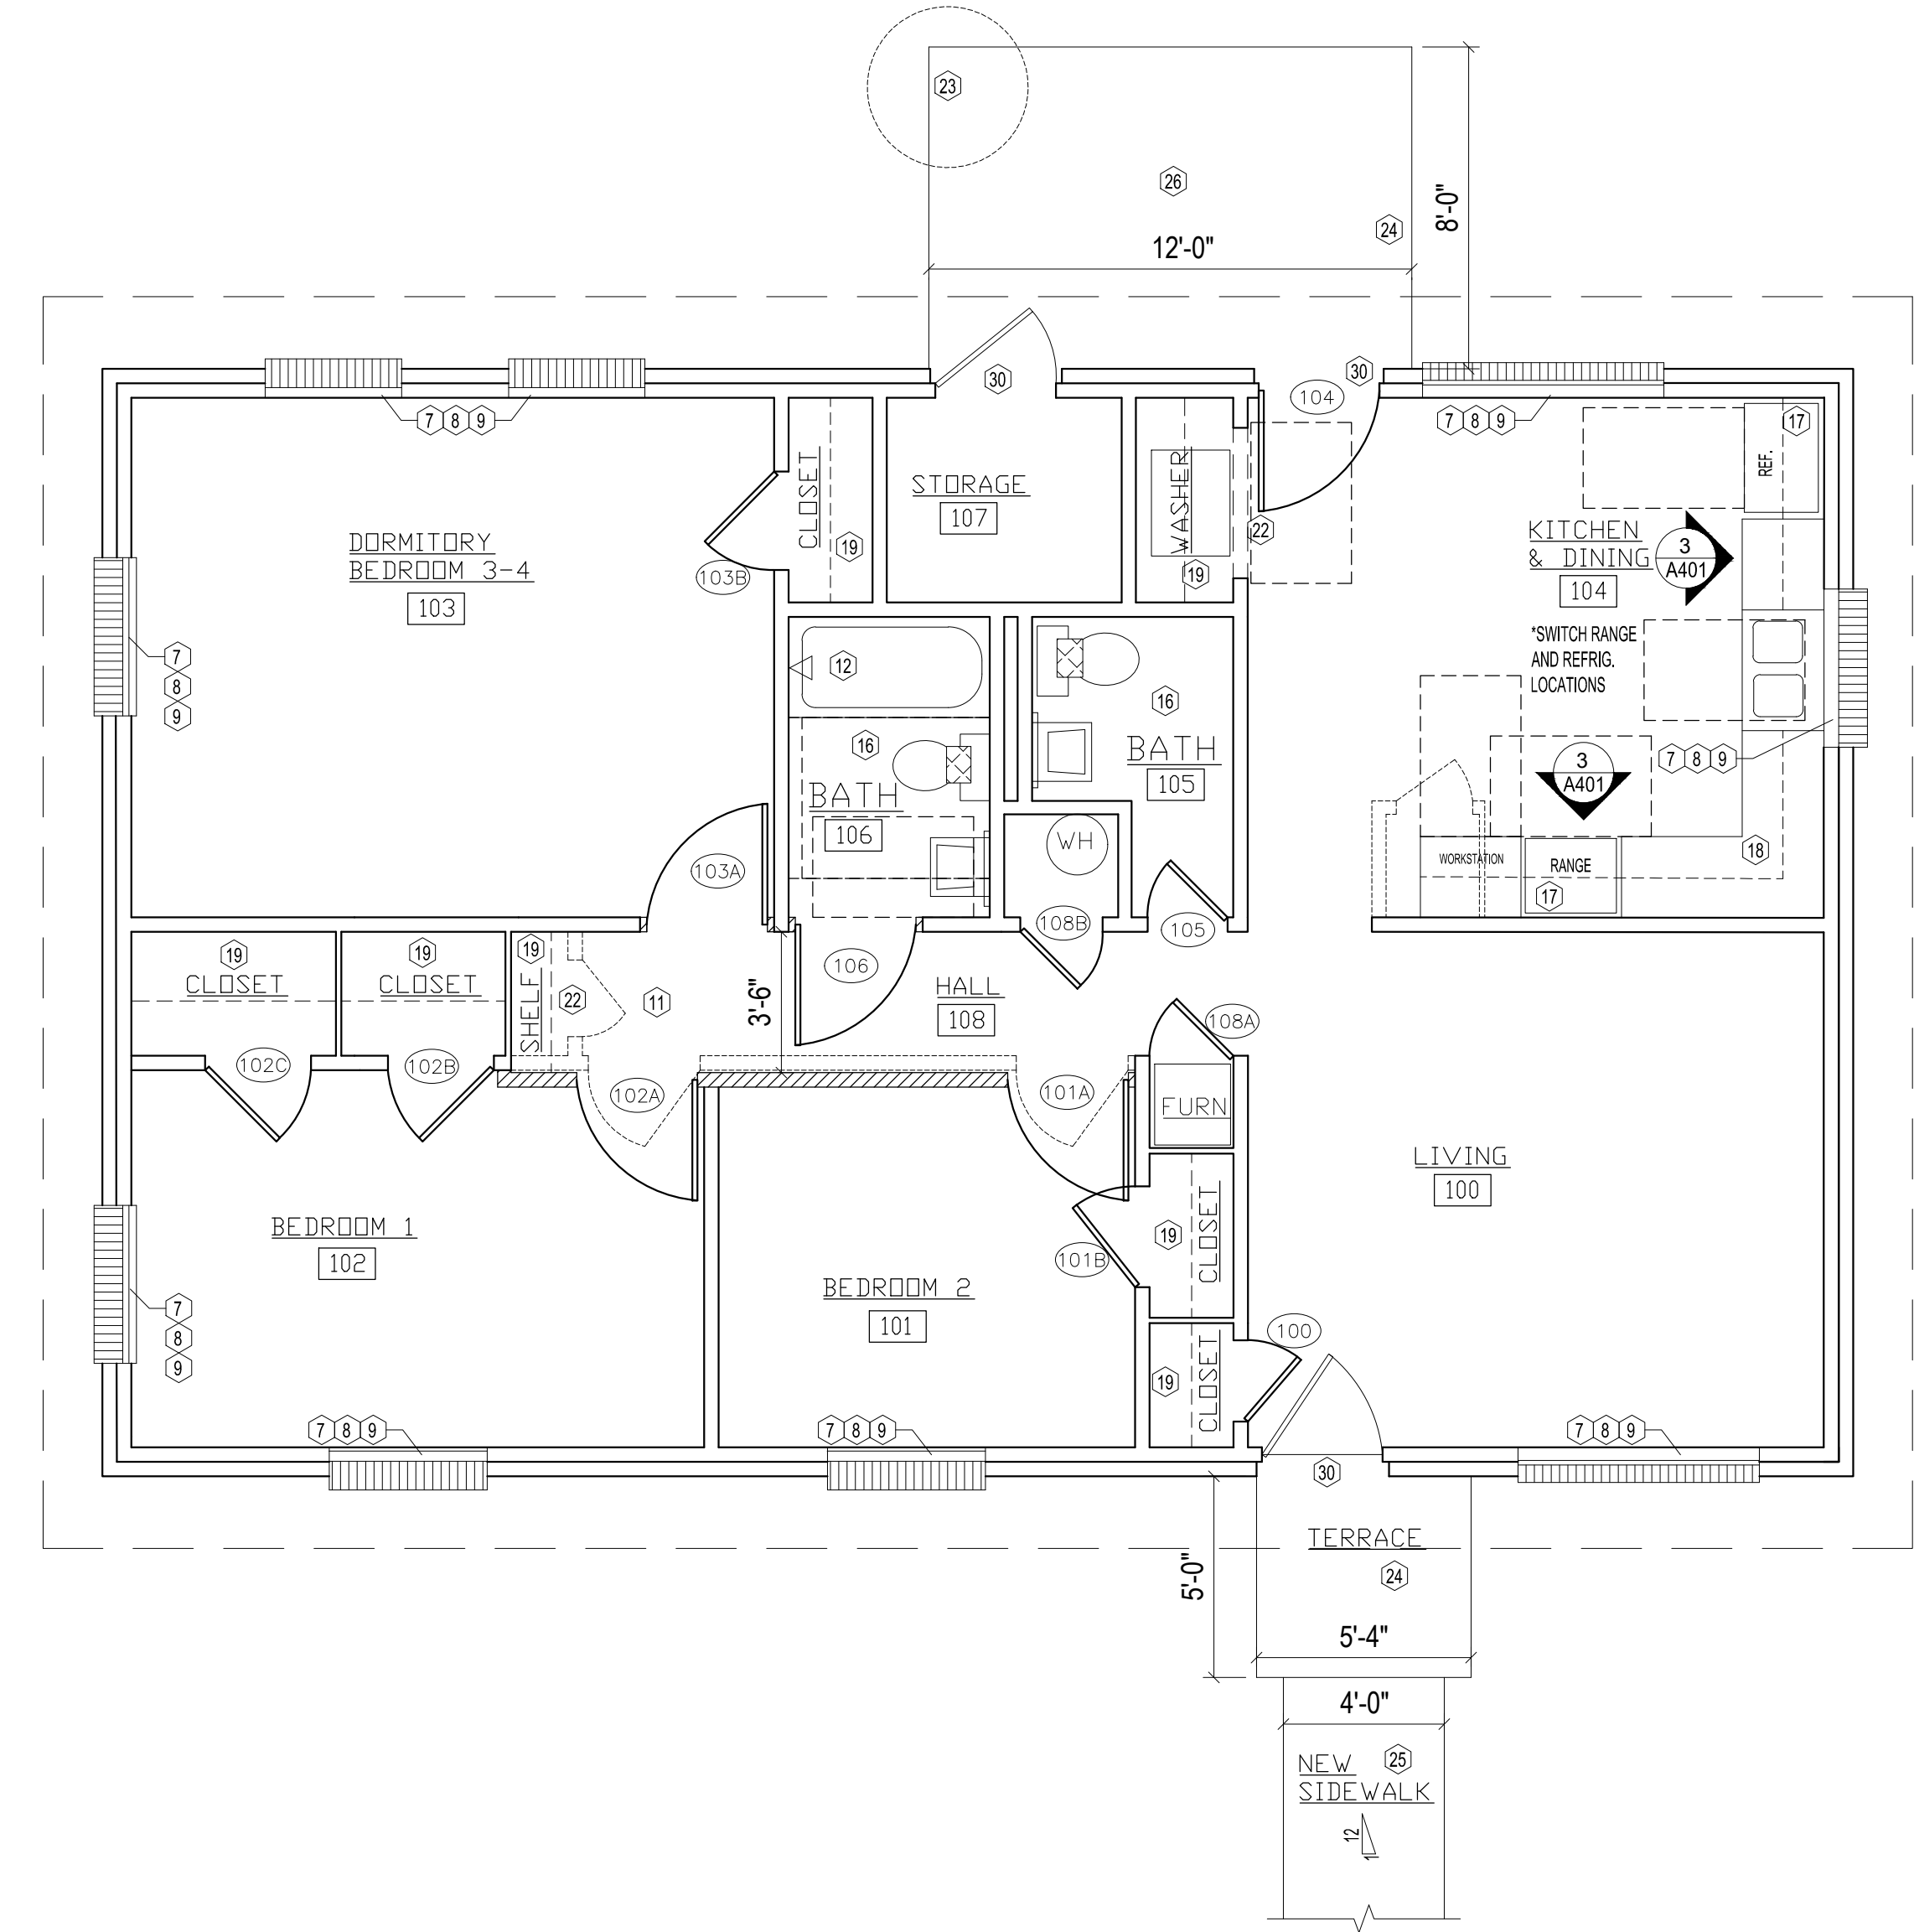 23
26
24
8'-0"
12'-0"
30
30
104
7 8 9
7 8 9
17
REF.
CLOSET
STORAGE
107
WASHER
19
19
22
DORMITORY
BEDROOM 3-4
103
103B
KITCHEN
& DINING
104
3
A401
*SWITCH RANGE
AND REFRIG.
LOCATIONS
7
8
9
12
16
BATH
106
16
BATH
105
7 8 9
3
A401
WH
103A
WORKSTATION
RANGE
18
17
108B
105
19
CLOSET
19
CLOSET
19
SHELF
22
11
3'-6"
106
HALL
108
108A
102C
102B
102A
101A
FURN
LIVING
100
BEDROOM 1
102
BEDROOM 2
101
101B
19
CLOSET
7
8
9
100
19
CLOSET
7 8 9
7 8 9
7 8 9
30
TERRACE
24
5'-0"
5'-4"
4'-0"
NEW
SIDEWALK
25
12
1